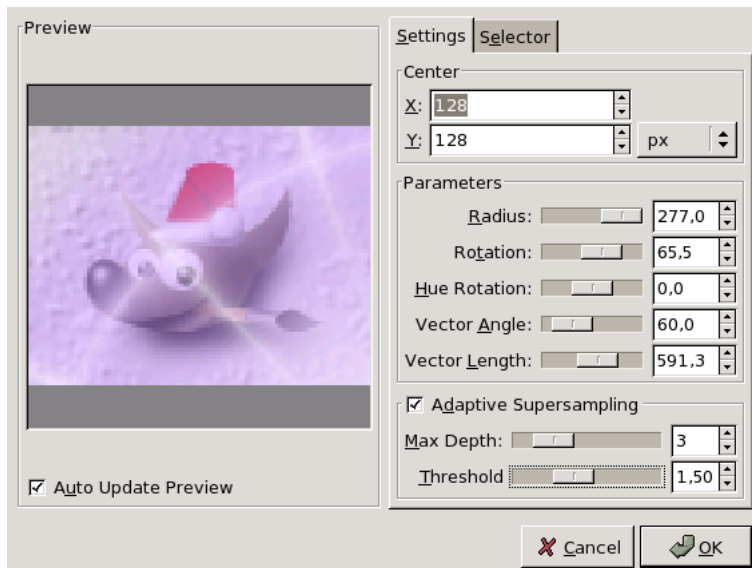 Preview
Settings Selector
Center
X: 128
Y: 128 px
Parameters
Radius: 277,0
Rotation: 65,5
Hue Rotation: 0,0
Vector Angle: 60,0
Vector Length: 591,3
Adaptive Supersampling
Max Depth: 3
Threshold 1,50
Auto Update Preview
Cancel OK